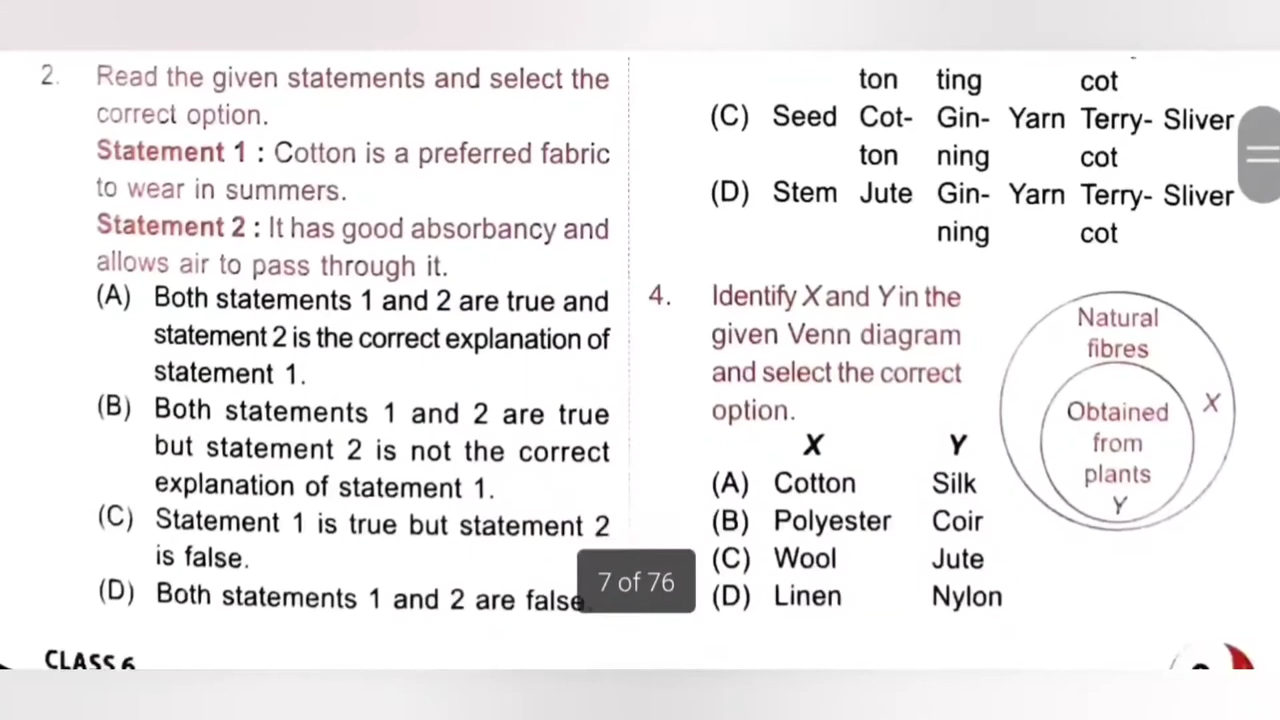 2. Read the given statements and select the
correct option.
Statement 1 : Cotton is a preferred fabric
to wear in summers.
Statement 2 : It has good absorbancy and
allows air to pass through it.
(A) Both statements 1 and 2 are true and
statement 2 is the correct explanation of
statement 1.
(B) Both statements 1 and 2 are true
but statement 2 is not the correct
explanation of statement 1.
(C) Statement 1 is true but statement 2
is false.
(D) Both statements 1 and 2 are false
CLASS 6
7 of 76
ton ting cot
(C) Seed Cot- Gin- Yarn Terry- Sliver
ton ning cot
(D) Stem Jute Gin- Yarn Terry- Sliver
ning cot
4. Identify X and Y in the
given Venn diagram
and select the correct
option.
X Y
(A) Cotton Silk
(B) Polyester Coir
(C) Wool Jute
(D) Linen Nylon
Natural
fibres
X
Obtained
from
plants
Y